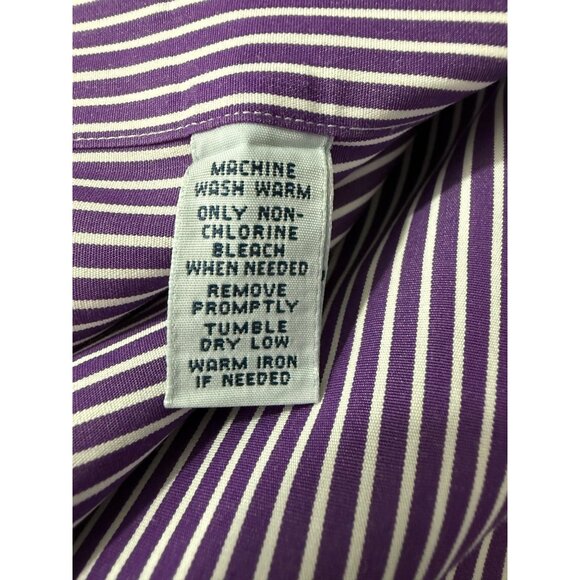 MACHINE
WASH WARM
ONLY NON-
CHLORINE
BLEACH
WHEN NEEDED
REMOVE
PROMPTLY
TUMBLE
DRY LOW
WARM IRON
IF NEEDED